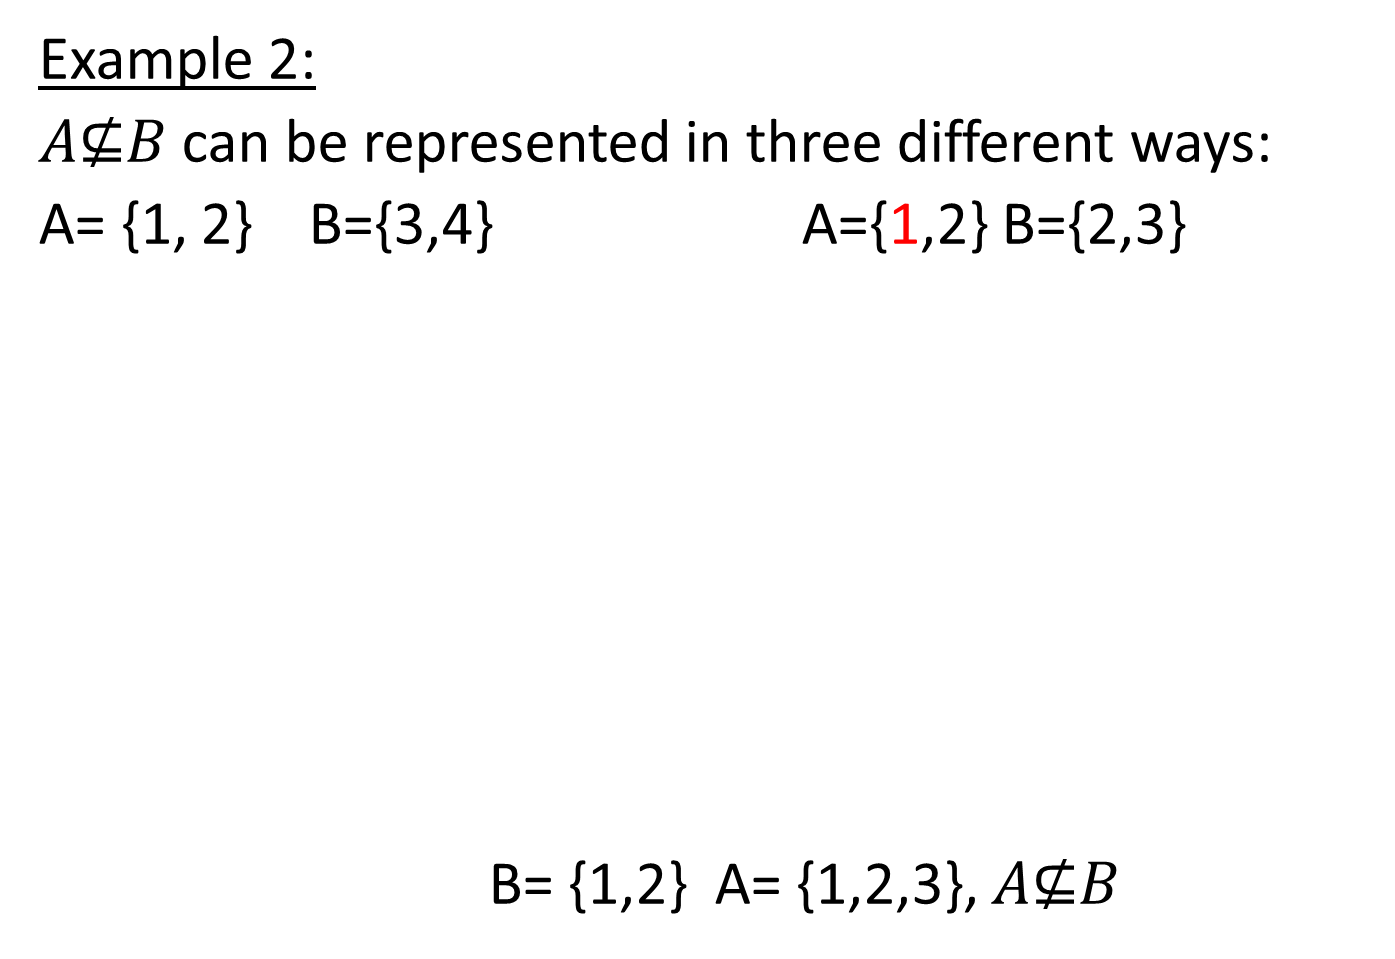 Example 2:
A⊈B can be represented in three different ways:
A= {1, 2} B={3,4} A={1,2} B={2,3}
B= {1,2} A= {1,2,3}, A⊈B